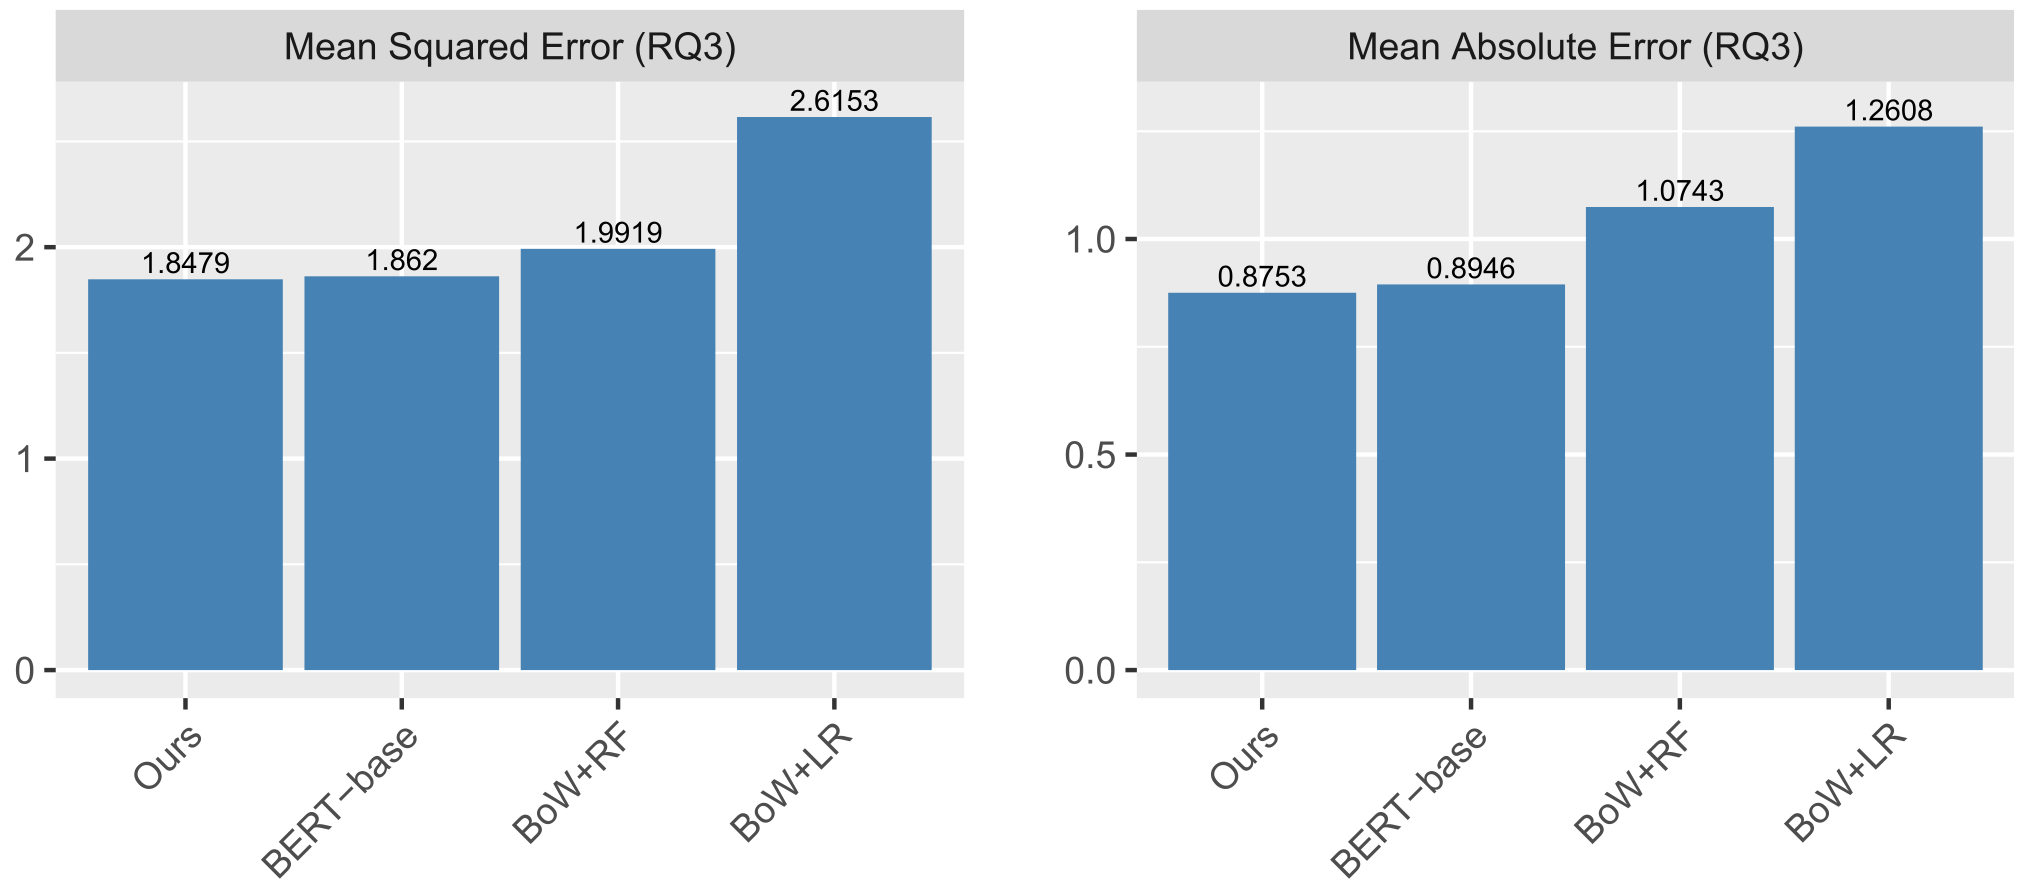 Mean Squared Error (RQ3)
2.6153
1.9919
1.862
1.8479
2
1
0
Ours
BERT−base
BoW+RF
BoW+LR
Mean Absolute Error (RQ3)
1.2608
1.0743
0.8946
0.8753
1.0
0.5
0.0
Ours
BERT−base
BoW+RF
BoW+LR